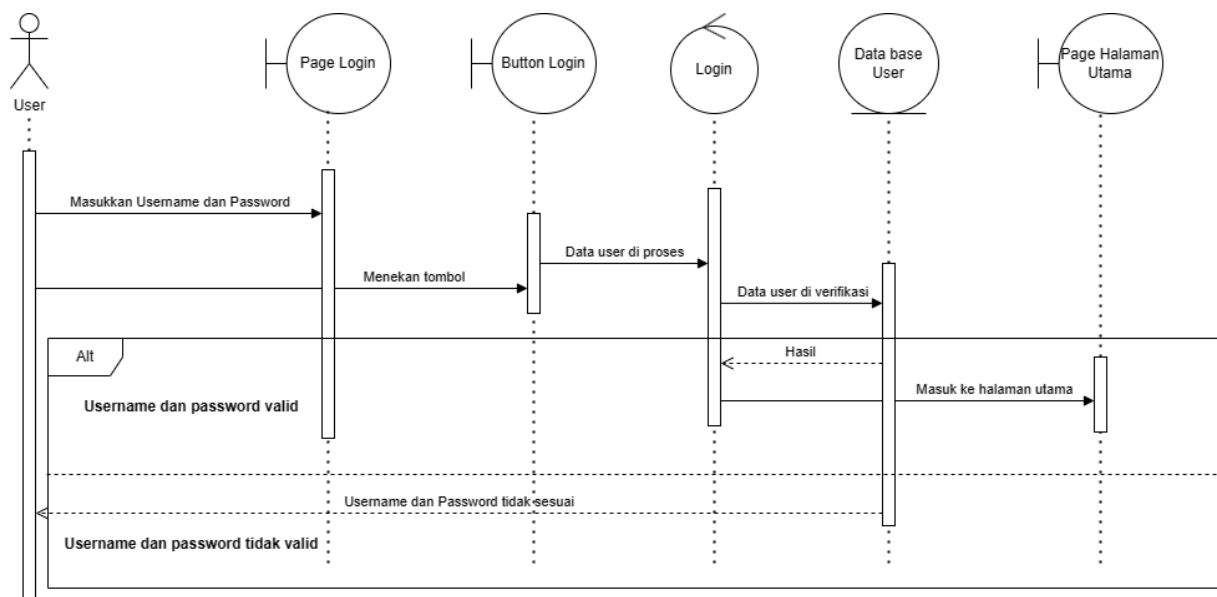 User
Page Login
Button Login
Login
Data base
User
Page Halaman
Utama
Masukkan Username dan Password
Data user di proses
Menekan tombol
Data user di verifikasi
Alt
Hasil
Username dan password valid
Masuk ke halaman utama
Username dan Password tidak sesuai
Username dan password tidak valid